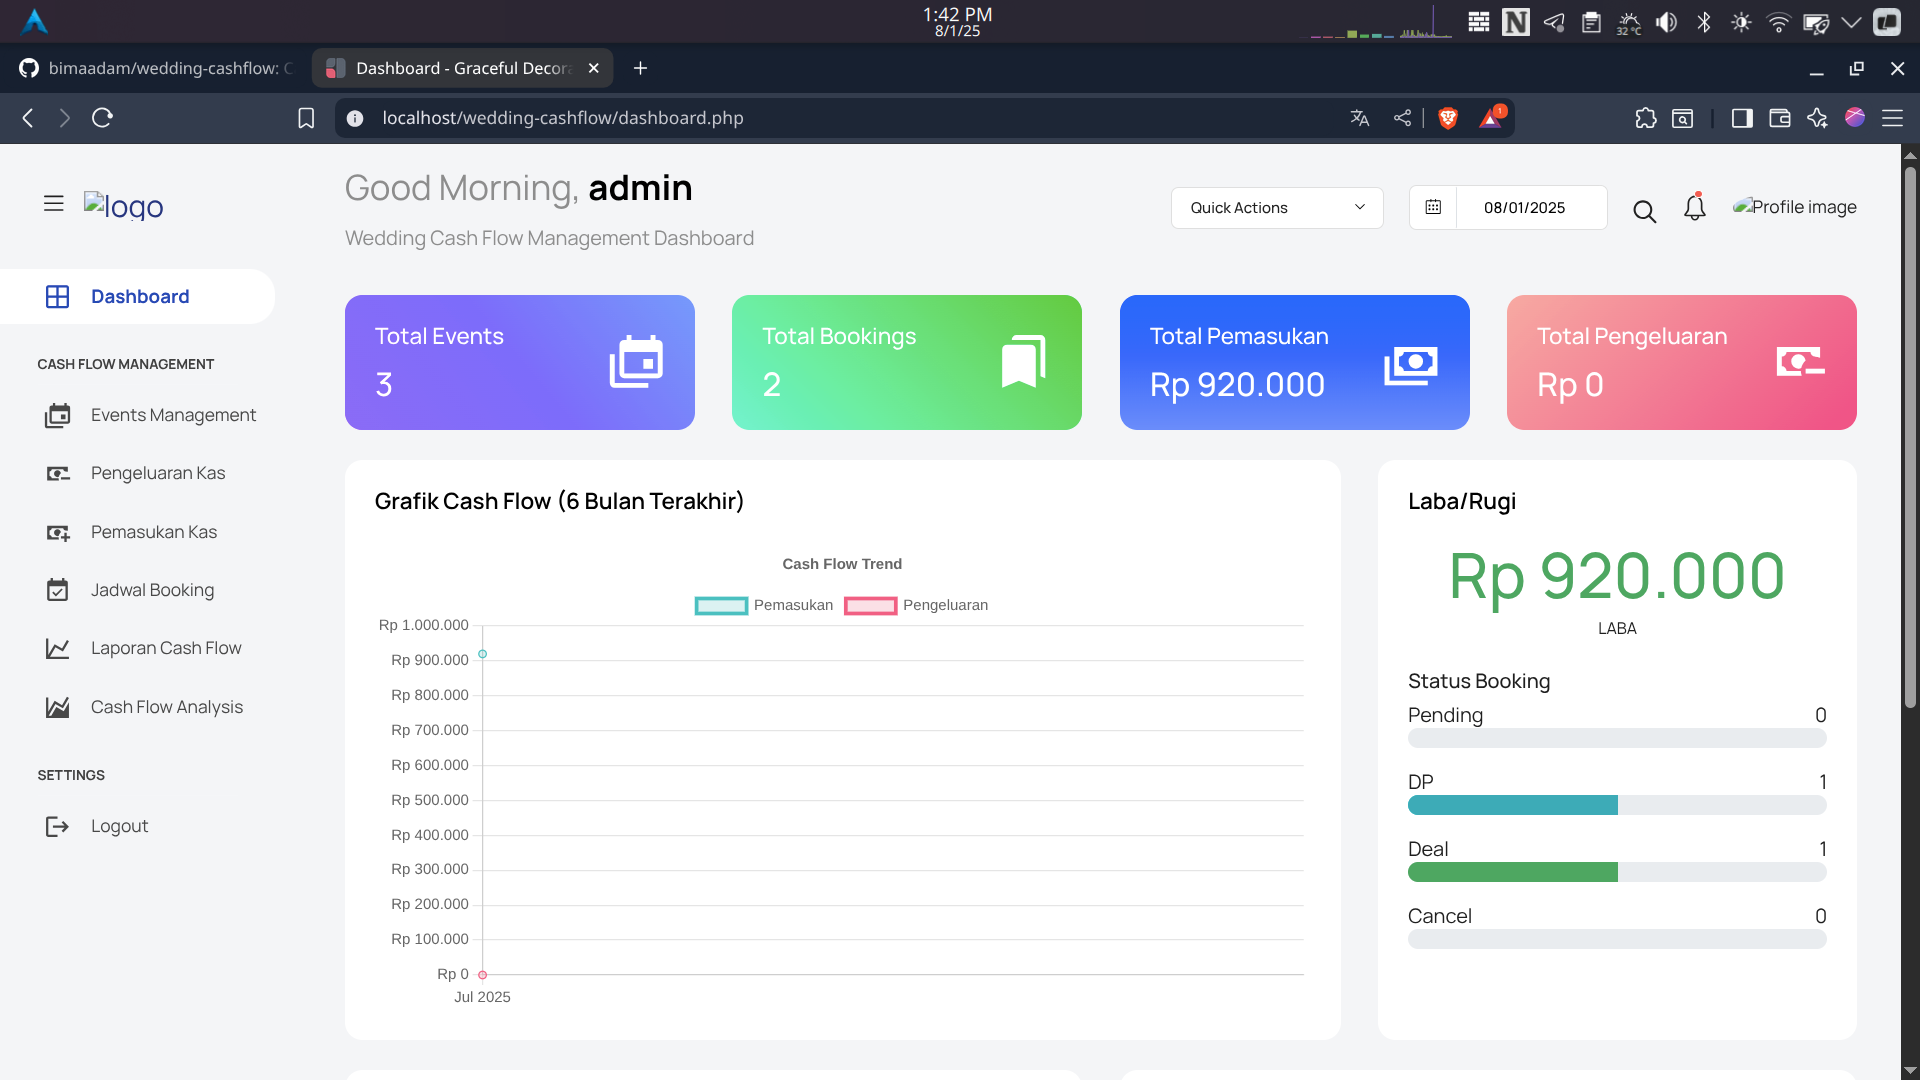 1:42 PM
8/1/25
32 °C
bimaadam/wedding-cashflow: C
Dashboard - Graceful Decora
localhost/wedding-cashflow/dashboard.php
1
logo
Good Morning, admin
Wedding Cash Flow Management Dashboard
Quick Actions
08/01/2025
Profile image
Dashboard
CASH FLOW MANAGEMENT
Events Management
Pengeluaran Kas
Pemasukan Kas
Jadwal Booking
Laporan Cash Flow
Cash Flow Analysis
SETTINGS
Logout
Total Events
3
Total Bookings
2
Total Pemasukan
Rp 920.000
Total Pengeluaran
Rp 0
Grafik Cash Flow (6 Bulan Terakhir)
Cash Flow Trend
Pemasukan
Pengeluaran
Rp 1.000.000
Rp 900.000
Rp 800.000
Rp 700.000
Rp 600.000
Rp 500.000
Rp 400.000
Rp 300.000
Rp 200.000
Rp 100.000
Rp 0
Jul 2025
Laba/Rugi
Rp 920.000
LABA
Status Booking
Pending 0
DP 1
Deal 1
Cancel 0